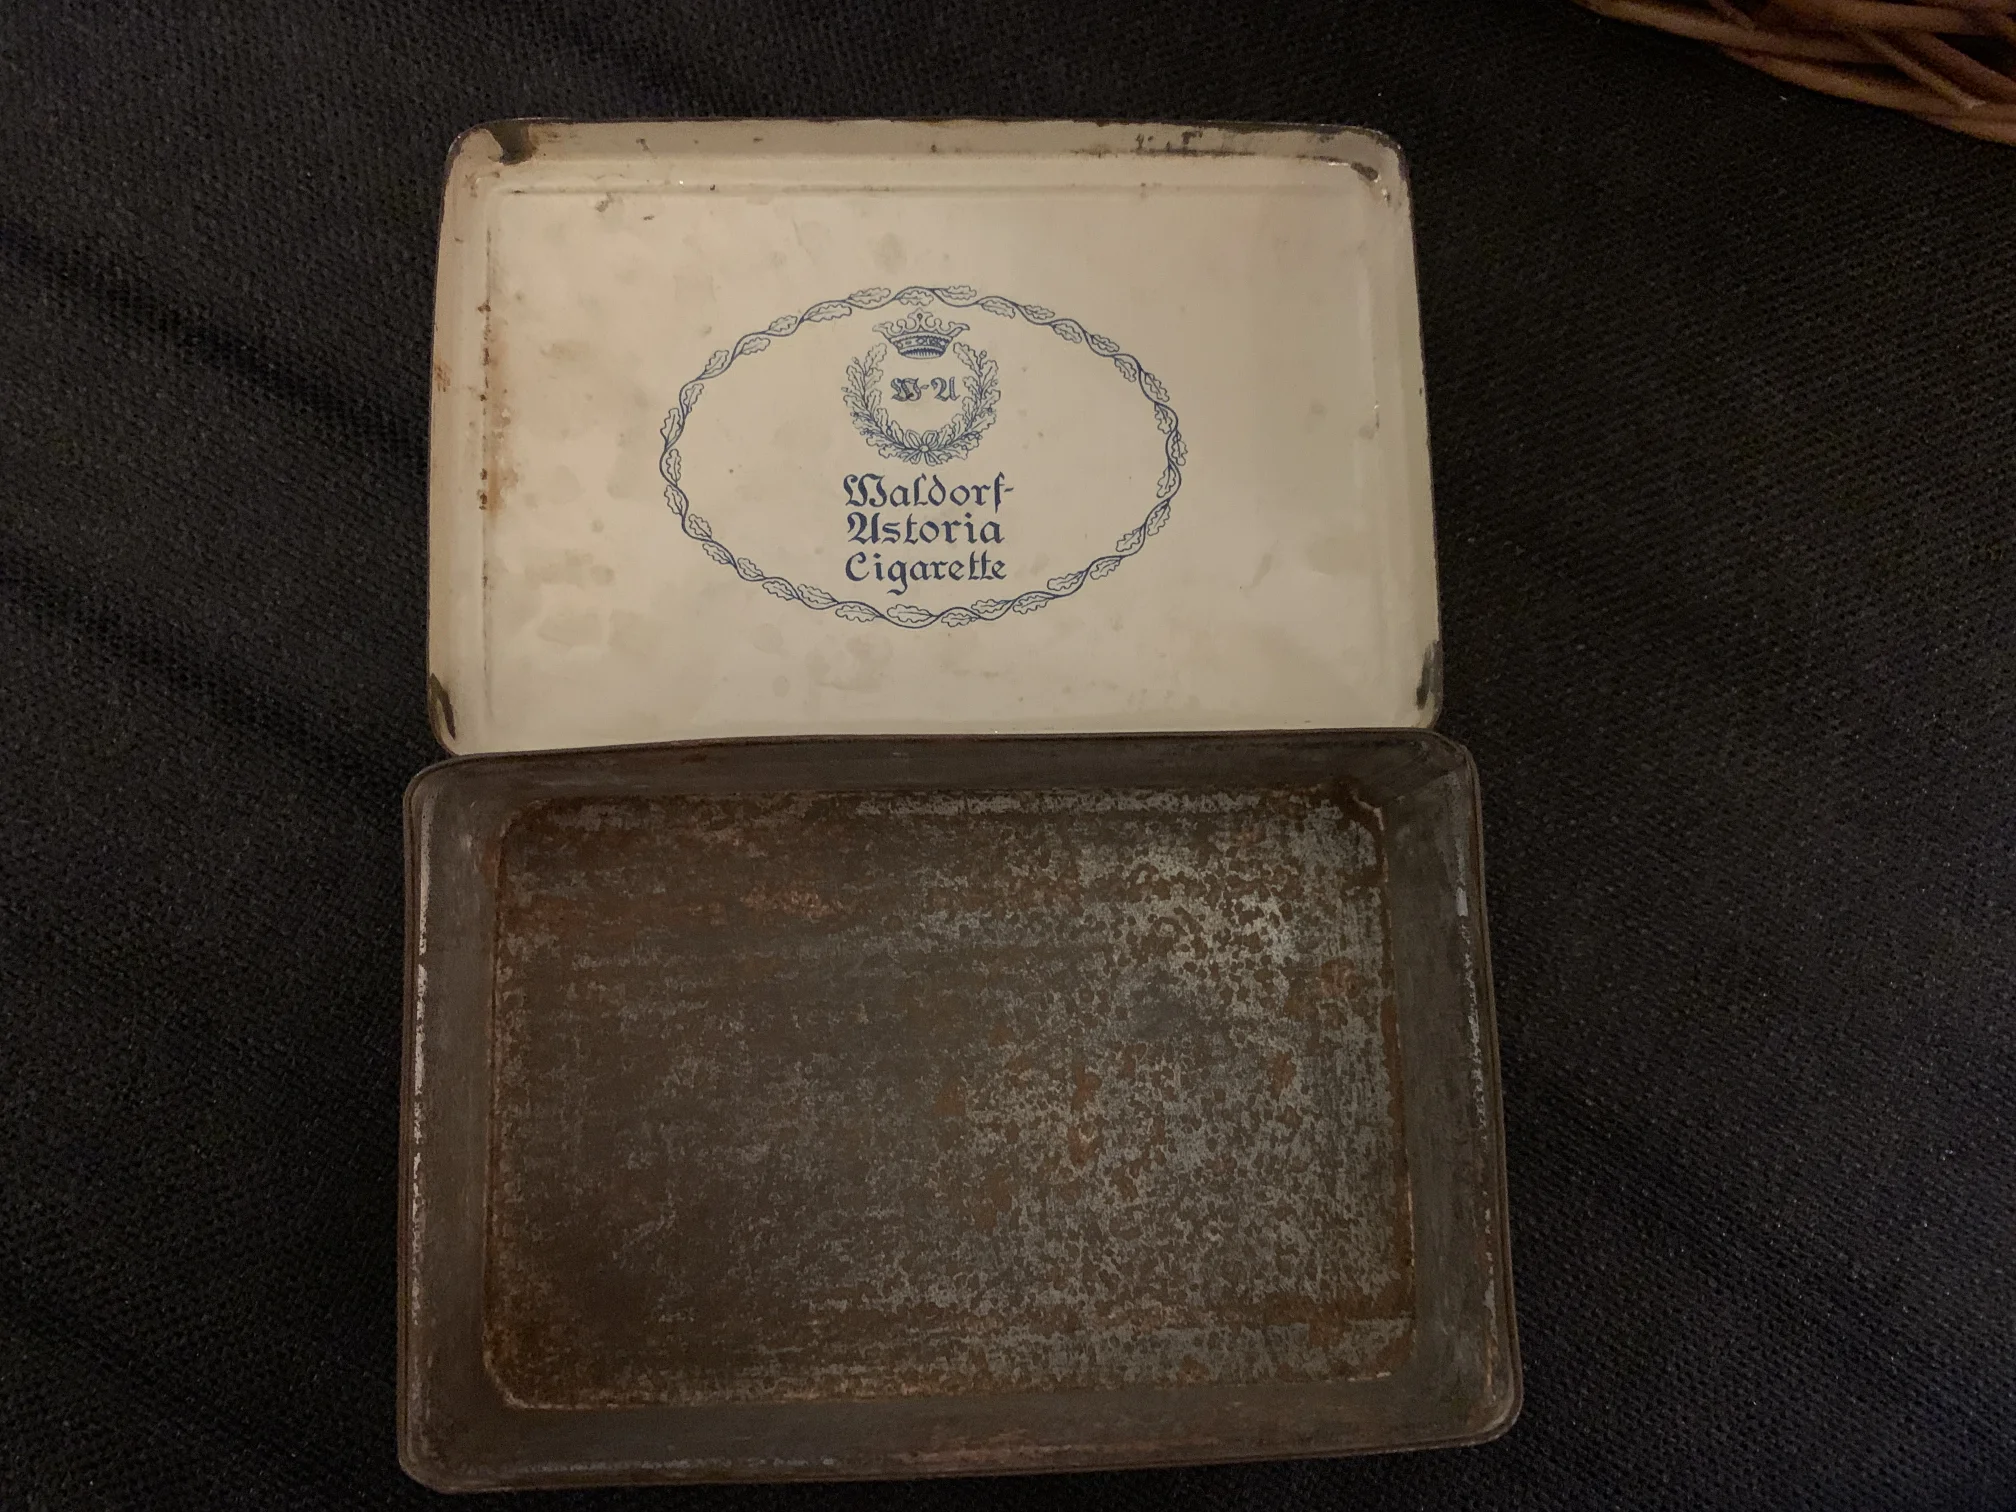 W-A
Waldorf-
Astoria
Cigarette